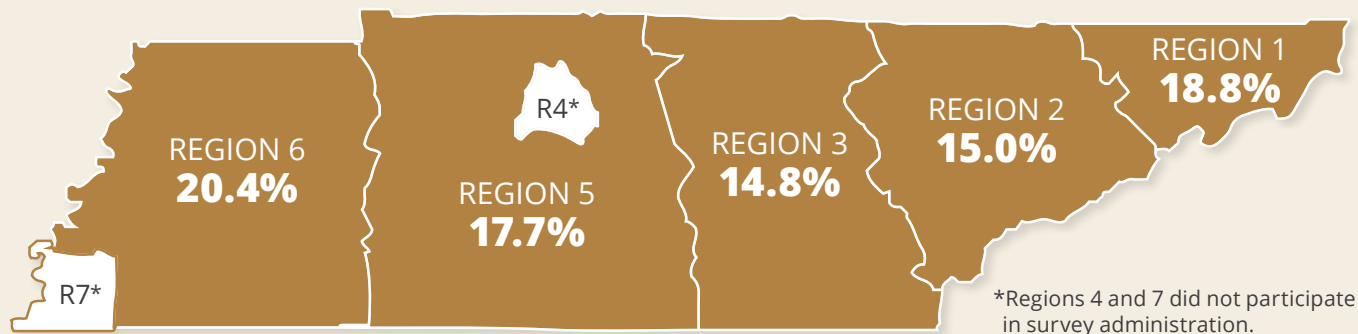 REGION 1
18.8%
REGION 2
15.0%
REGION 3
14.8%
R4*
REGION 5
17.7%
REGION 6
20.4%
R7*
*Regions 4 and 7 did not participate
in survey administration.